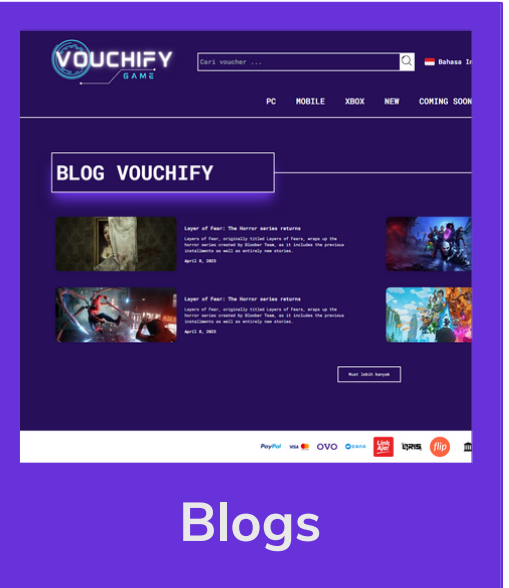 VOUCHIFY
GAME
Cari voucher ...
Bahasa In
PC MOBILE XBOX NEW COMING SOON
BLOG VOUCHIFY
Layer of Fear: The Horror series returns
Layers of Fear, originally titled Layers of Fears, wraps up the
horror series created by Bloober Team, as it includes the previous
installments as well as entirely new stories.
April 8, 2023
Layer of Fear: The Horror series returns
Layers of Fear, originally titled Layers of Fears, wraps up the
horror series created by Bloober Team, as it includes the previous
installments as well as entirely new stories.
April 8, 2023
Muat lebih banyak
PayPal VISA OVO DANA Link Aja! QRIS flip
Blogs